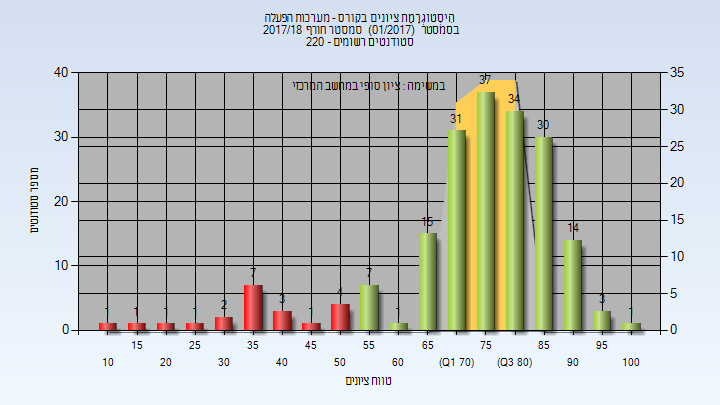 היסטוגרמת ציונים בקורס - מערכות הפעלה
בסמסטר (01/2017) סמסטר חורף 2017/18
סטודנטים רשומים - 220
במשימה : ציון סופי במחשב המרכזי
מספר סטודנטים
40
30
20
10
0
35
30
25
20
15
10
5
0
1 1 1 1 2 7 3 1 4 7 1 15 31 37 34 30 14 3 1
15 25 35 45 55 65 75 85 95
10 20 30 40 50 60 (Q1 70) (Q3 80) 90 100
טווח ציונים